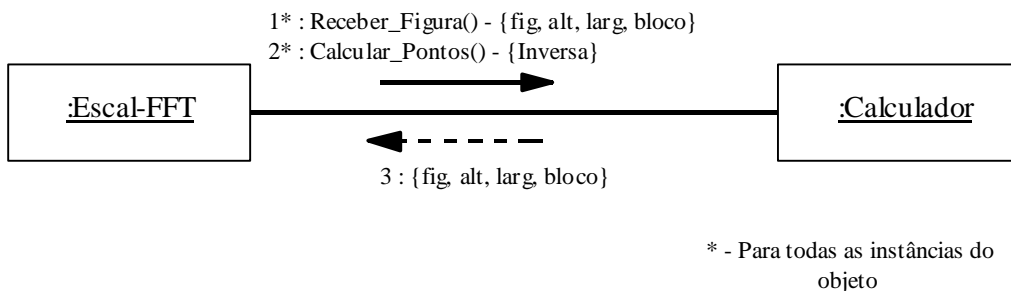 1* : Receber_Figura() - {fig, alt, larg, bloco}
2* : Calcular_Pontos() - {Inversa}
:Escal-FFT
:Calculador
3 : {fig, alt, larg, bloco}
* - Para todas as instâncias do
objeto